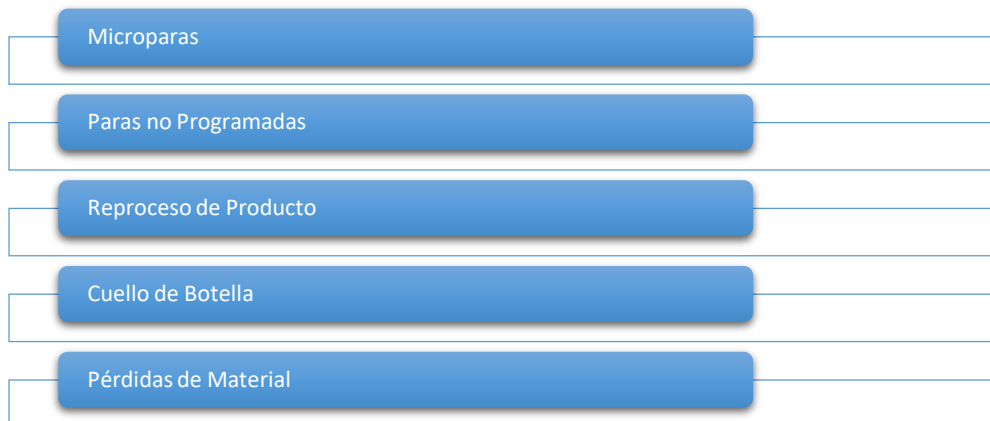 Microparas
Paras no Programadas
Reproceso de Producto
Cuello de Botella
Pérdidas de Material